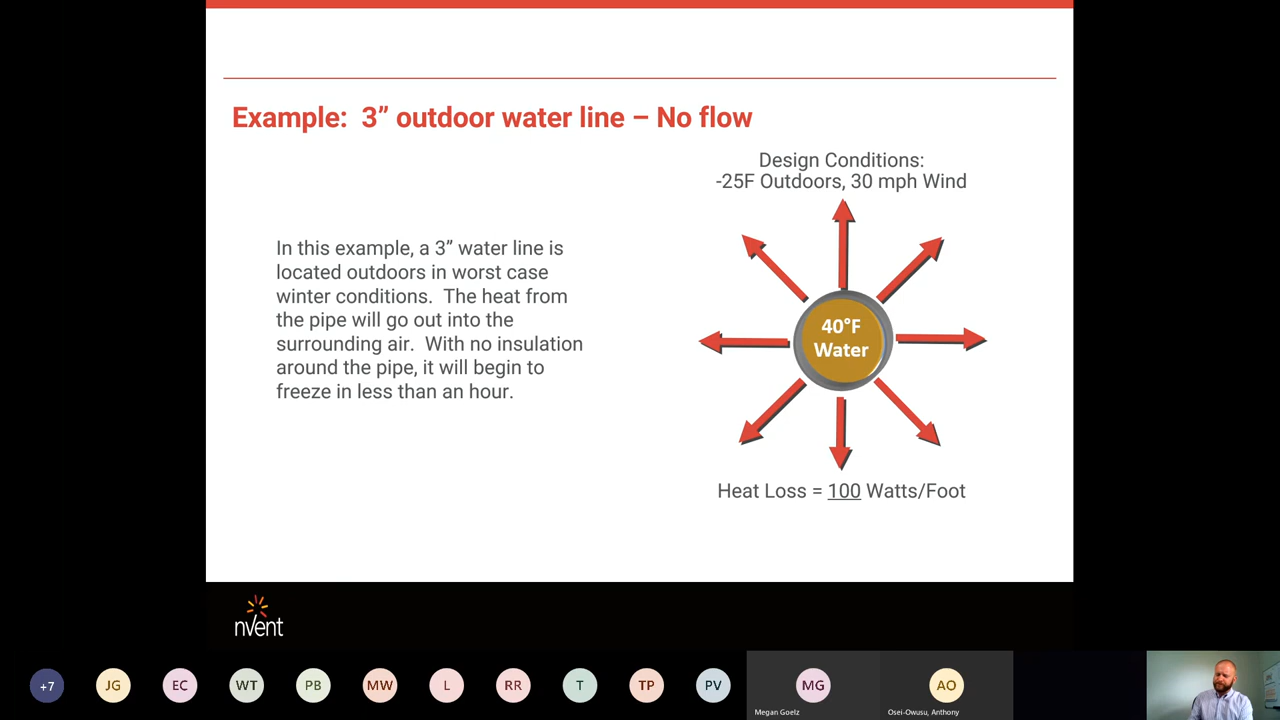 Example: 3” outdoor water line – No flow
Design Conditions:
-25F Outdoors, 30 mph Wind
In this example, a 3” water line is
located outdoors in worst case
winter conditions. The heat from
the pipe will go out into the
surrounding air. With no insulation
around the pipe, it will begin to
freeze in less than an hour.
40°F
Water
Heat Loss = 100 Watts/Foot
nvent
+7
JG
EC
WT
PB
MW
L
RR
T
TP
PV
MG
AO
Megan Goelz
Osei-Owusu, Anthony